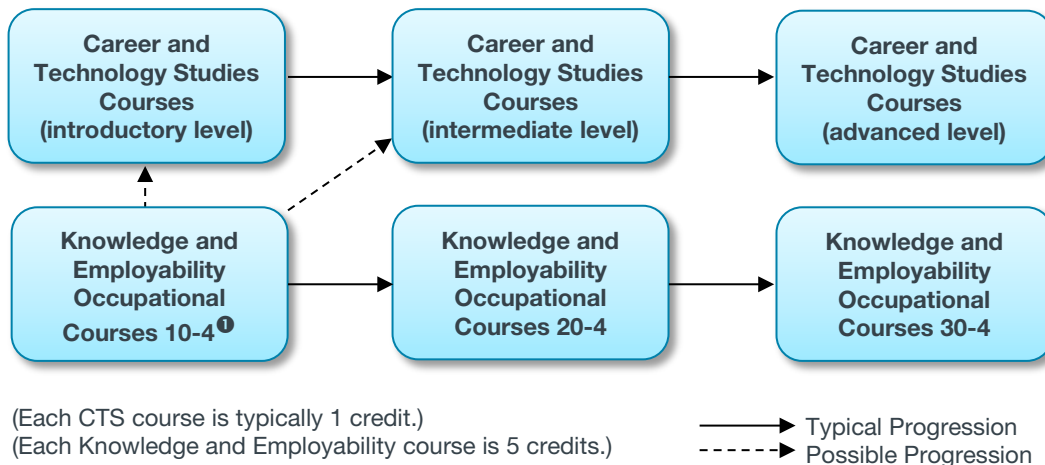 Career and
Technology Studies
Courses
(introductory level)
Career and
Technology Studies
Courses
(intermediate level)
Career and
Technology Studies
Courses
(advanced level)
Knowledge and
Employability
Occupational
Courses 10-4❶
Knowledge and
Employability
Occupational
Courses 20-4
Knowledge and
Employability
Occupational
Courses 30-4
(Each CTS course is typically 1 credit.)
(Each Knowledge and Employability course is 5 credits.)
Typical Progression
Possible Progression